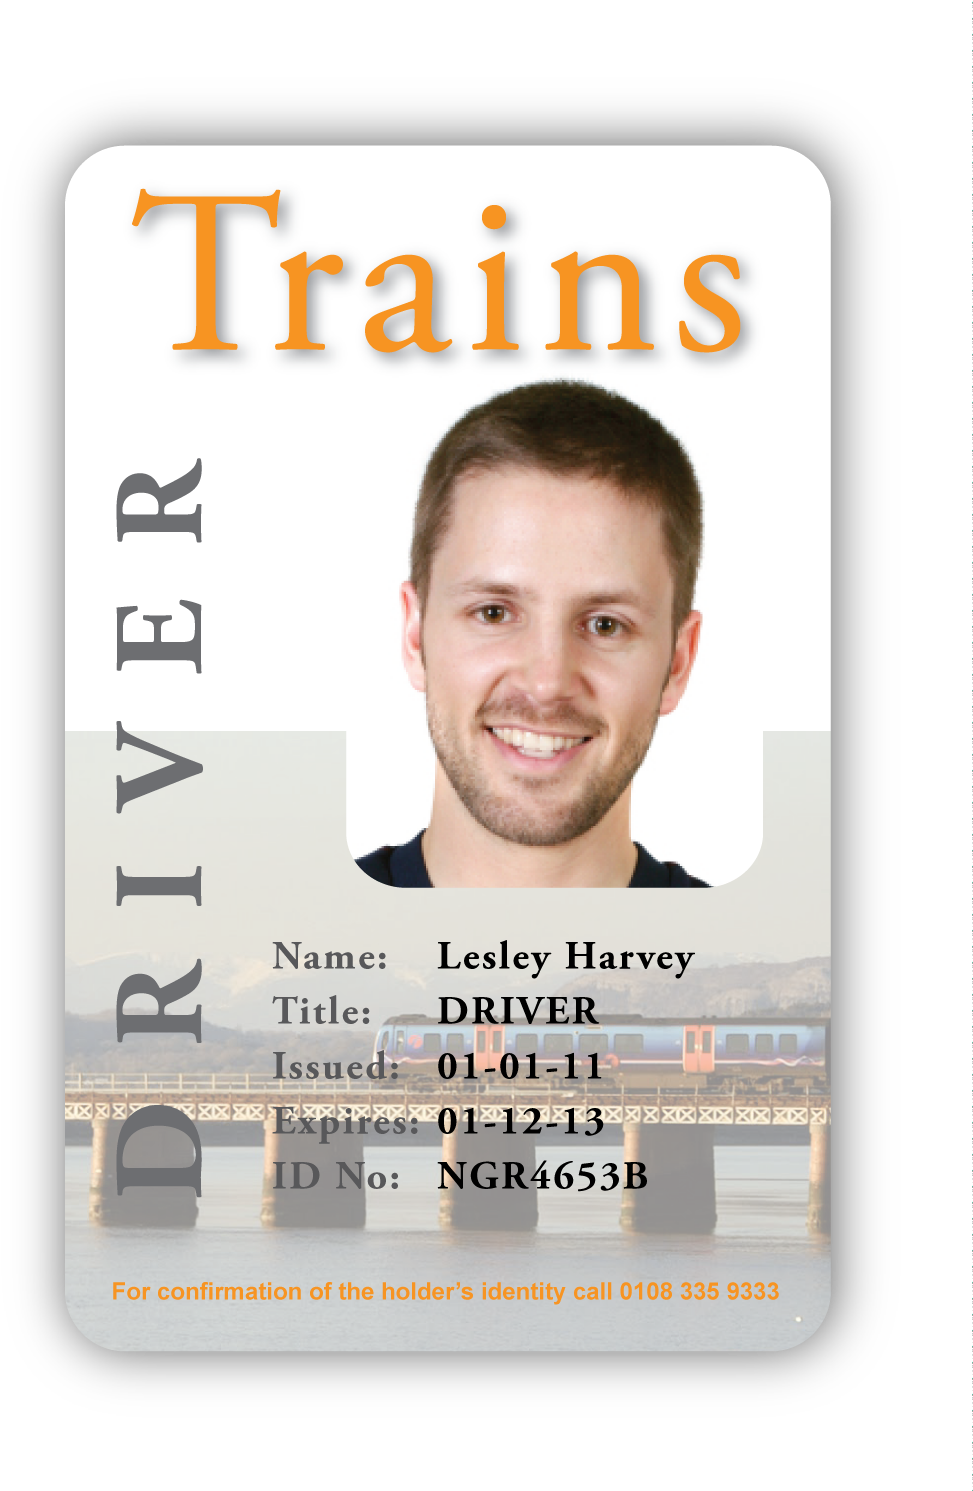 Trains
DRIVER
Name: Lesley Harvey
Title: DRIVER
Issued: 01-01-11
Expires: 01-12-13
ID No: NGR4653B
For confirmation of the holder’s identity call 0108 335 9333